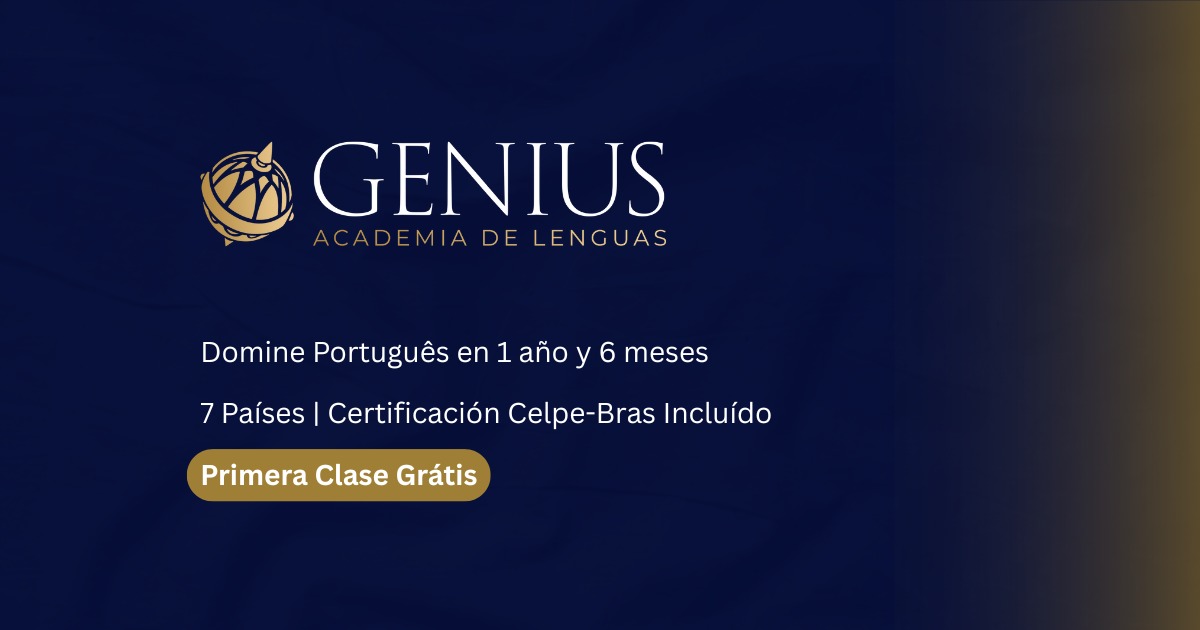 GENIUS
ACADEMIA DE LENGUAS
Domine Português en 1 año y 6 meses
7 Países | Certificación Celpe-Bras Incluído
Primera Clase Grátis